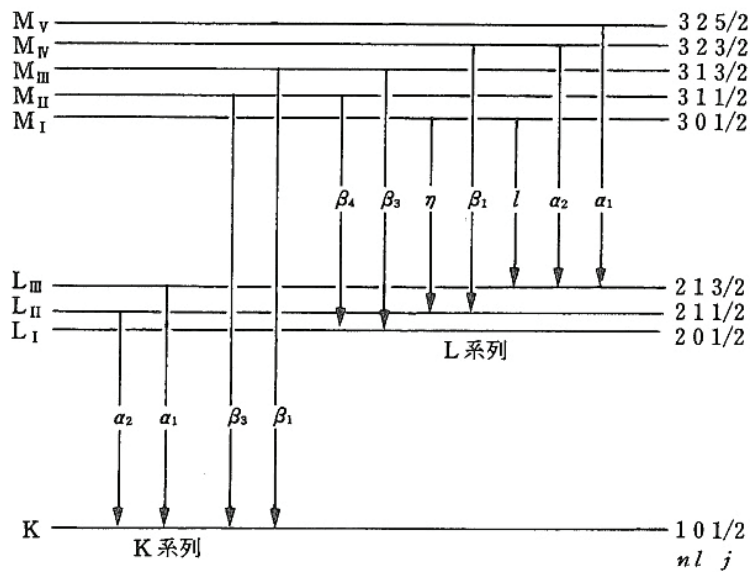 M_V 3 2 5/2
M_IV 3 2 3/2
M_III 3 1 3/2
M_II 3 1 1/2
M_I 3 0 1/2
β₄ β₃ η β₁ l α₂ α₁
L_III 2 1 3/2
L_II 2 1 1/2
L_I 2 0 1/2
L 系列
α₂ α₁ β₃ β₁
K 1 0 1/2
K 系列
n l j